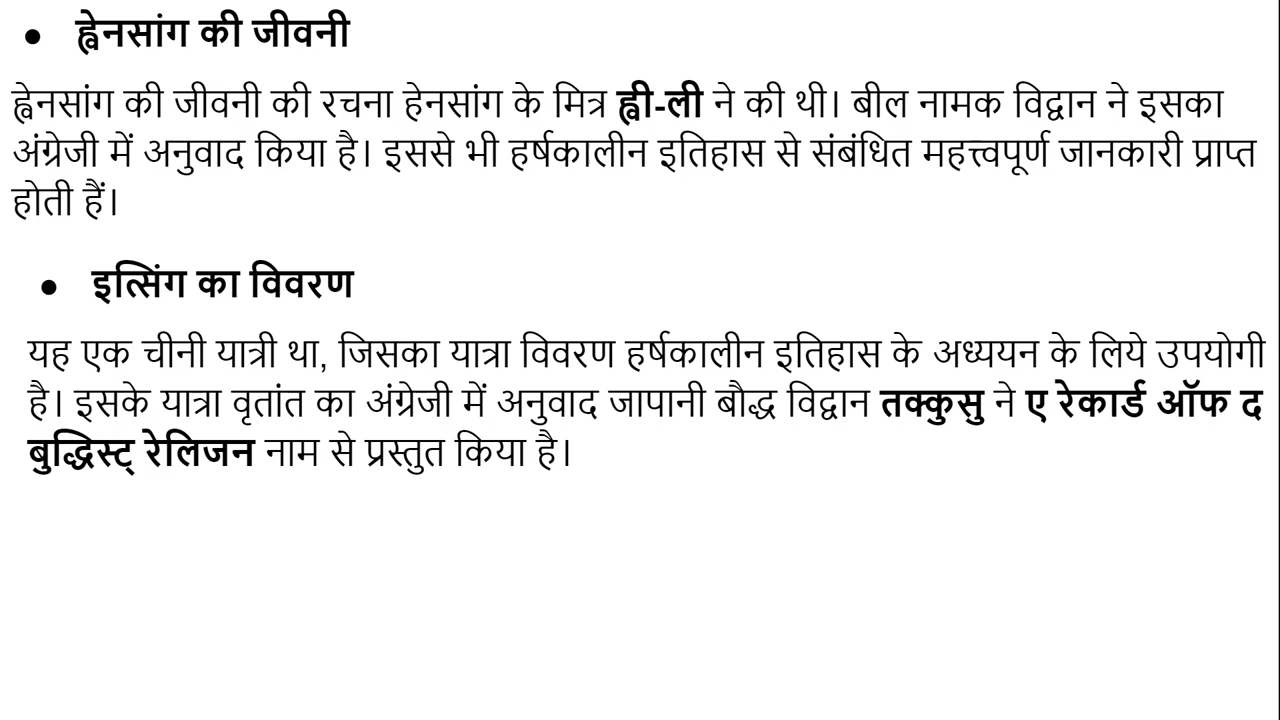 ● ह्वेनसांग की जीवनी
ह्वेनसांग की जीवनी की रचना हेनसांग के मित्र ह्वी-ली ने की थी। बील नामक विद्वान ने इसका
अंग्रेजी में अनुवाद किया है। इससे भी हर्षकालीन इतिहास से संबंधित महत्त्वपूर्ण जानकारी प्राप्त
होती हैं।
● इत्सिंग का विवरण
यह एक चीनी यात्री था, जिसका यात्रा विवरण हर्षकालीन इतिहास के अध्ययन के लिये उपयोगी
है। इसके यात्रा वृतांत का अंग्रेजी में अनुवाद जापानी बौद्ध विद्वान तक्कुसु ने ए रेकार्ड ऑफ द
बुद्धिस्ट् रेलिजन नाम से प्रस्तुत किया है।